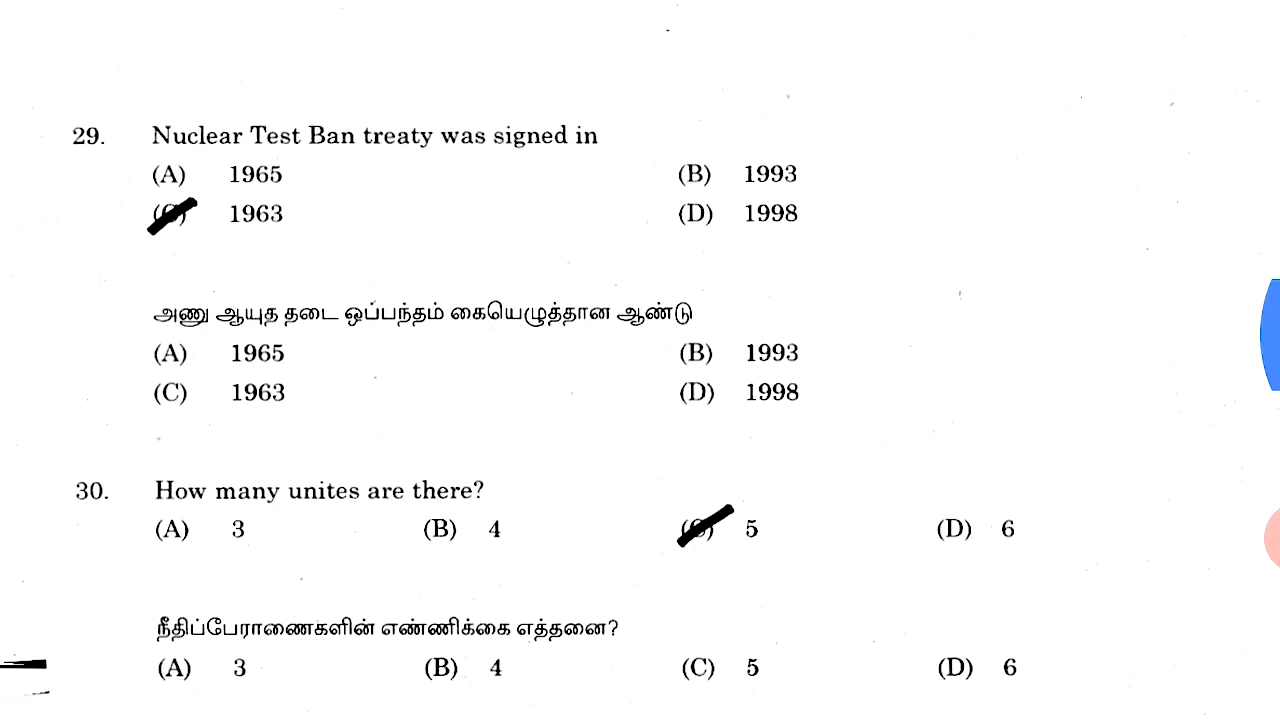 29. Nuclear Test Ban treaty was signed in
(A) 1965 (B) 1993
(C) 1963 (D) 1998
அணு ஆயுத தடை ஒப்பந்தம் கையெழுத்தான ஆண்டு
(A) 1965 (B) 1993
(C) 1963 (D) 1998
30. How many unites are there?
(A) 3 (B) 4 (C) 5 (D) 6
நீதிப்பேராணைகளின் எண்ணிக்கை எத்தனை?
(A) 3 (B) 4 (C) 5 (D) 6